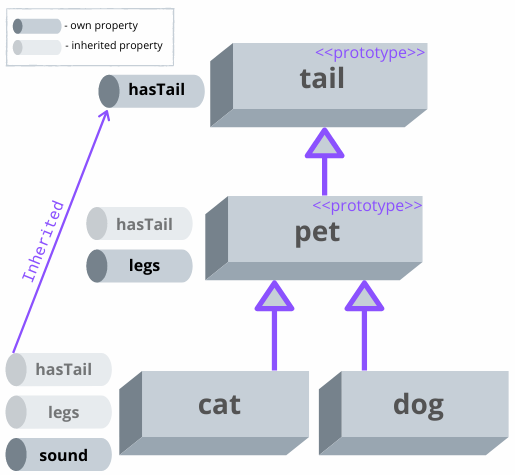 - own property
- inherited property
<<prototype>>
tail
hasTail
<<prototype>>
pet
hasTail
legs
Inherited
hasTail
legs
sound
cat
dog